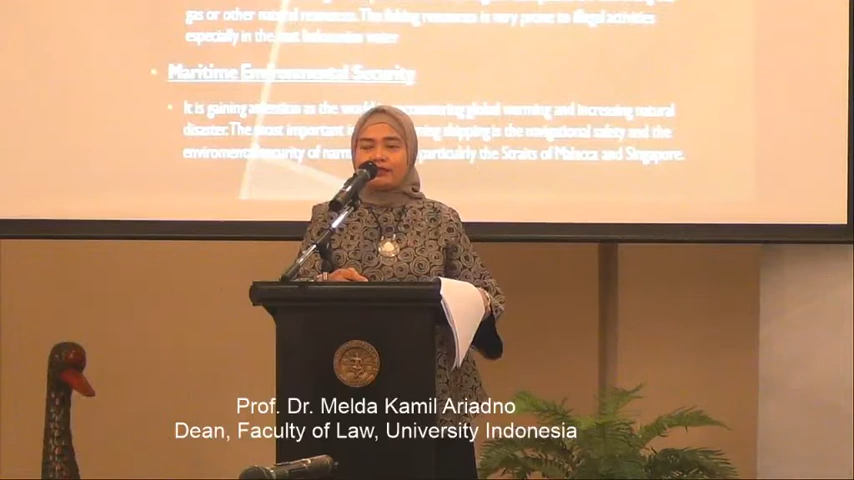 gas or other natural resources. The fishing resources is very prone to illegal activities
especially in the east Indonesian water
• Maritime Environmental Security
• It is gaining attention as the world encountering global warming and increasing natural
disaster. The most important is shipping is the navigational safety and the
enviromental security of particularly the Straits of Malacca and Singapore.
Prof. Dr. Melda Kamil Ariadno
Dean, Faculty of Law, University Indonesia